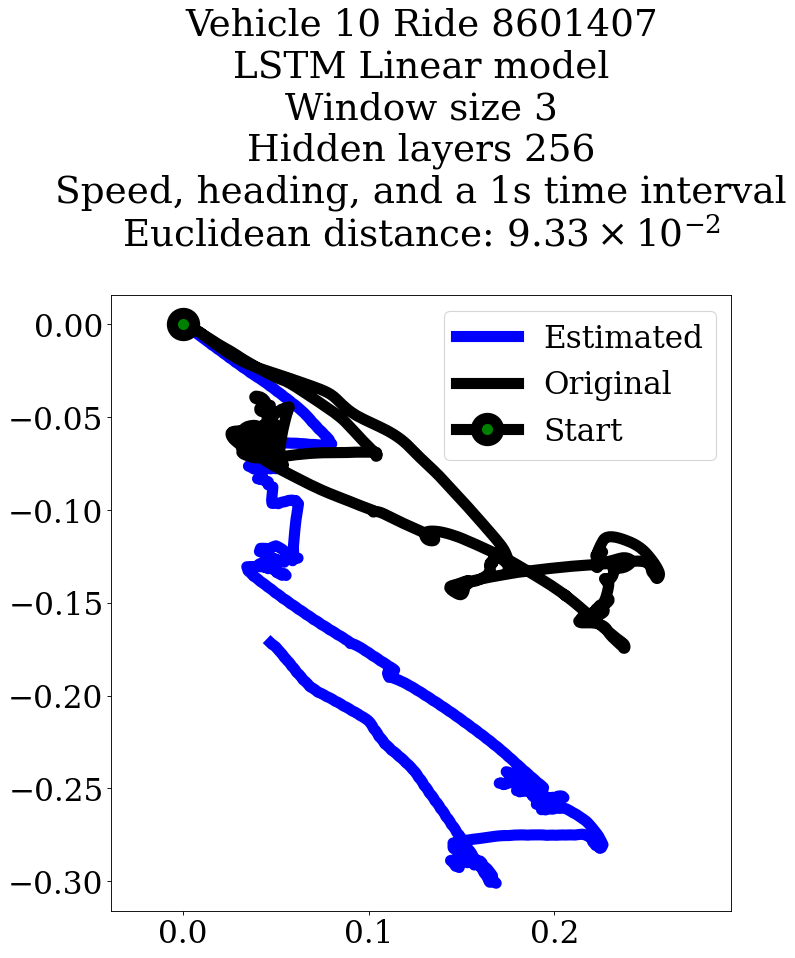 Vehicle 10 Ride 8601407
LSTM Linear model
Window size 3
Hidden layers 256
Speed, heading, and a 1s time interval
Euclidean distance: 9.33 × 10⁻²
Estimated
Original
Start
0.00
−0.05
−0.10
−0.15
−0.20
−0.25
−0.30
0.0 0.1 0.2